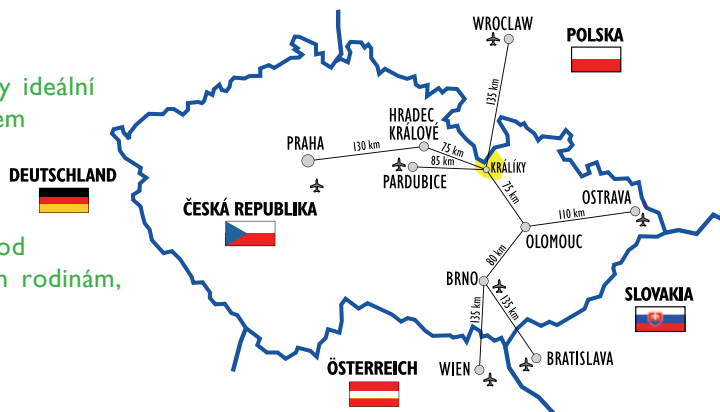 y ideální
em
od
n rodinám,
WROCLAW
POLSKA
135 km
HRADEC
KRÁLOVÉ
PRAHA
130 km
75 km
85 km
KRÁLÍKY
PARDUBICE
DEUTSCHLAND
75 km
OSTRAVA
ČESKÁ REPUBLIKA
110 km
OLOMOUC
80 km
BRNO
SLOVAKIA
135 km
135 km
ÖSTERREICH
WIEN
BRATISLAVA